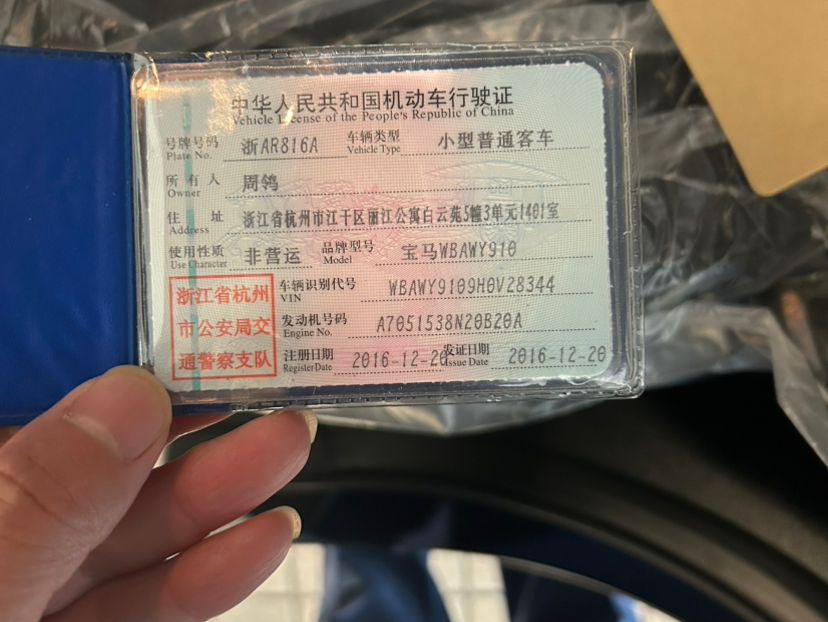 中华人民共和国机动车行驶证
Vehicle License of the People's Republic of China
号牌号码 浙AR816A 车辆类型 小型普通客车
Plate No. Vehicle Type
所有人 周鸰
Owner
住址 浙江省杭州市江干区丽江公寓白云苑5幢3单元1401室
Address
使用性质 非营运 品牌型号 宝马WBAWY910
Use Character Model
浙江省杭州
市公安局交
通警察支队
车辆识别代号 WBAWY9109H0V28344
VIN
发动机号码 A7051538N20B20A
Engine No.
注册日期 2016-12-20 发证日期 2016-12-20
Register Date Issue Date